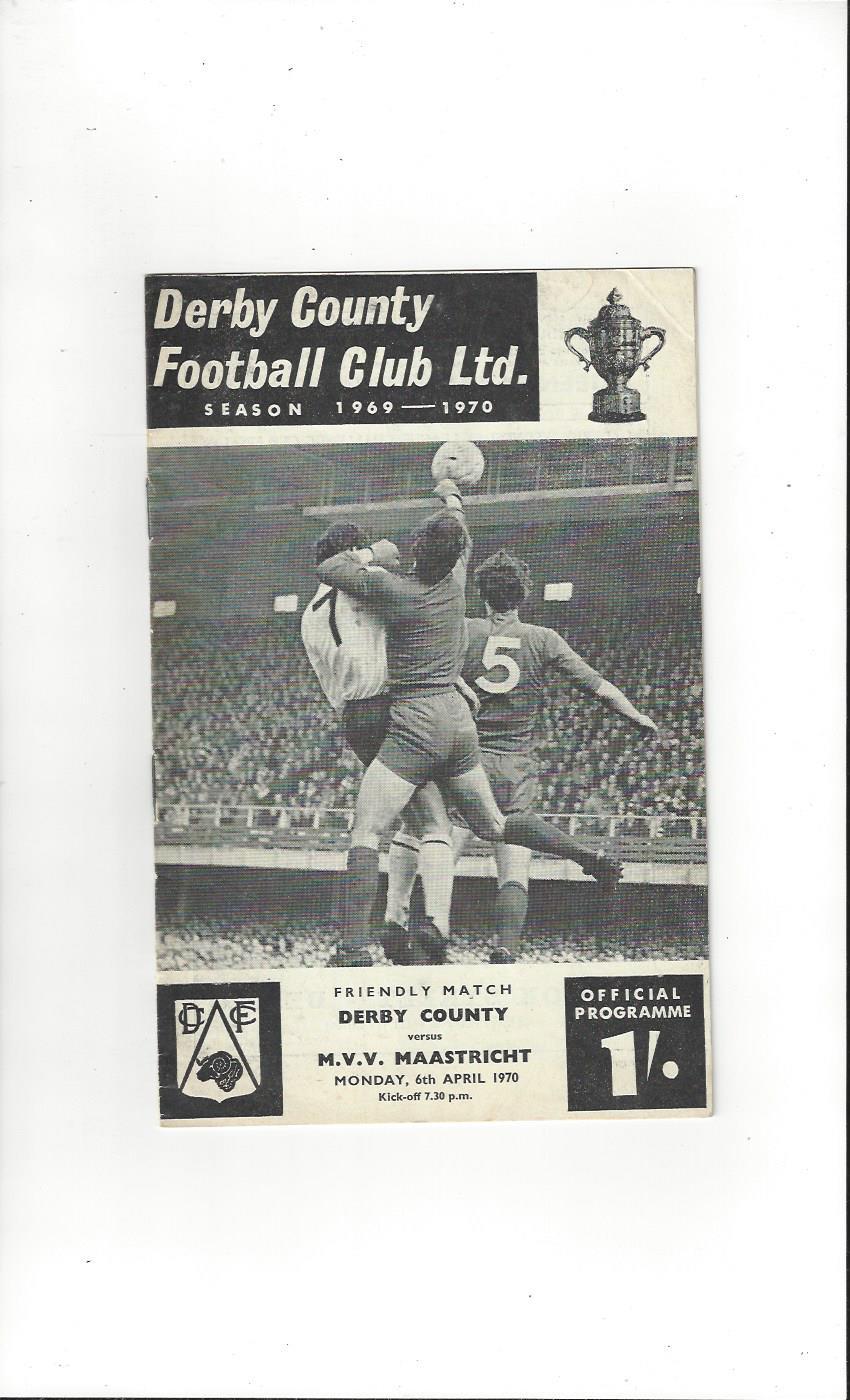 Derby County
Football Club Ltd.
SEASON 1969 — 1970
5
DCFC
FRIENDLY MATCH
DERBY COUNTY
versus
M.V.V. MAASTRICHT
MONDAY, 6th APRIL 1970
Kick-off 7.30 p.m.
OFFICIAL
PROGRAMME
1/.